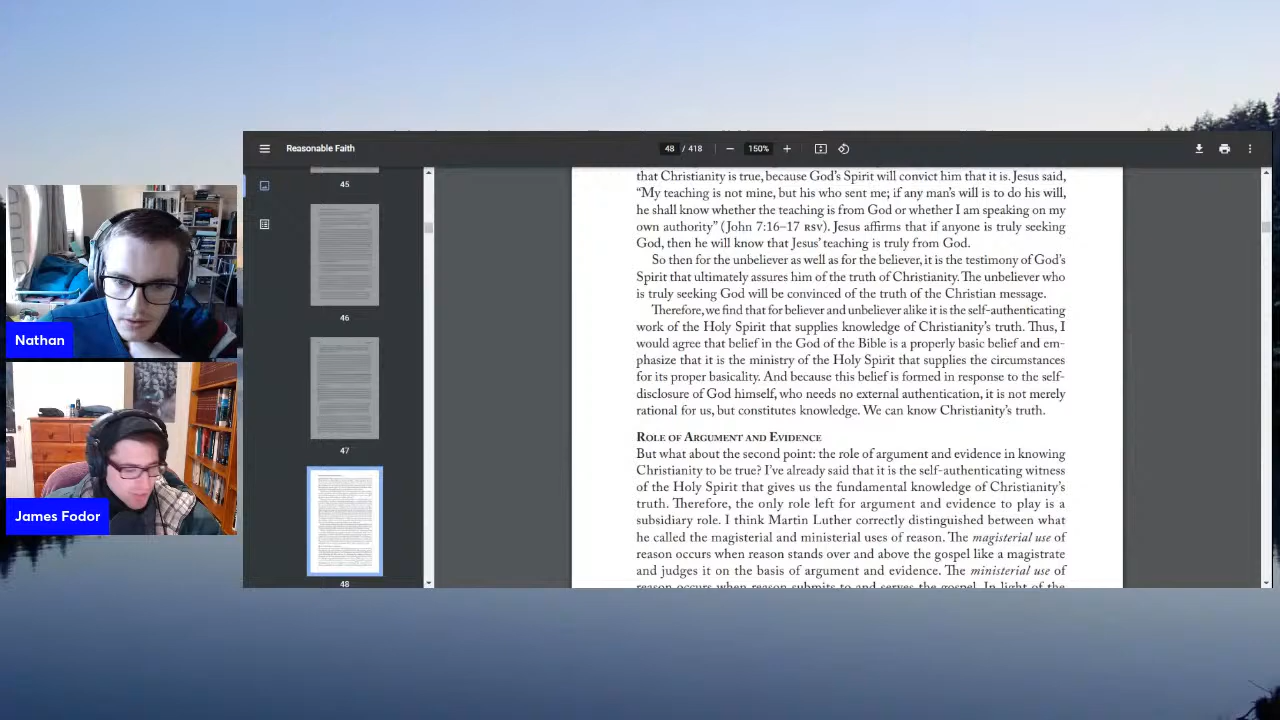 Reasonable Faith
48 / 418
150%
45
46
47
48
Nathan
James Fodor
that Christianity is true, because God's Spirit will convict him that it is. Jesus said,
"My teaching is not mine, but his who sent me; if any man's will is to do his will,
he shall know whether the teaching is from God or whether I am speaking on my
own authority" (John 7:16–17 RSV). Jesus affirms that if anyone is truly seeking
God, then he will know that Jesus' teaching is truly from God.
So then for the unbeliever as well as for the believer, it is the testimony of God's
Spirit that ultimately assures him of the truth of Christianity. The unbeliever who
is truly seeking God will be convinced of the truth of the Christian message.
Therefore, we find that for believer and unbeliever alike it is the self-authenticating
work of the Holy Spirit that supplies knowledge of Christianity's truth. Thus, I
would agree that belief in the God of the Bible is a properly basic belief and em-
phasize that it is the ministry of the Holy Spirit that supplies the circumstances
for its proper basicality. And because this belief is formed in response to the self-
disclosure of God himself, who needs no external authentication, it is not merely
rational for us, but constitutes knowledge. We can know Christianity's truth.
ROLE OF ARGUMENT AND EVIDENCE
But what about the second point: the role of argument and evidence in knowing
Christianity to be true? I've already said that it is the self-authenticating witness
of the Holy Spirit that gives us the fundamental knowledge of Christianity's
truth. Therefore, the only role left for argument and evidence to play is a
subsidiary role. I think Martin Luther correctly distinguished between what
he called the magisterial and ministerial uses of reason. The magisterial use of
reason occurs when reason stands over and above the gospel like a magistrate
and judges it on the basis of argument and evidence. The ministerial use of
reason occurs when reason submits to and serves the gospel. In light of the